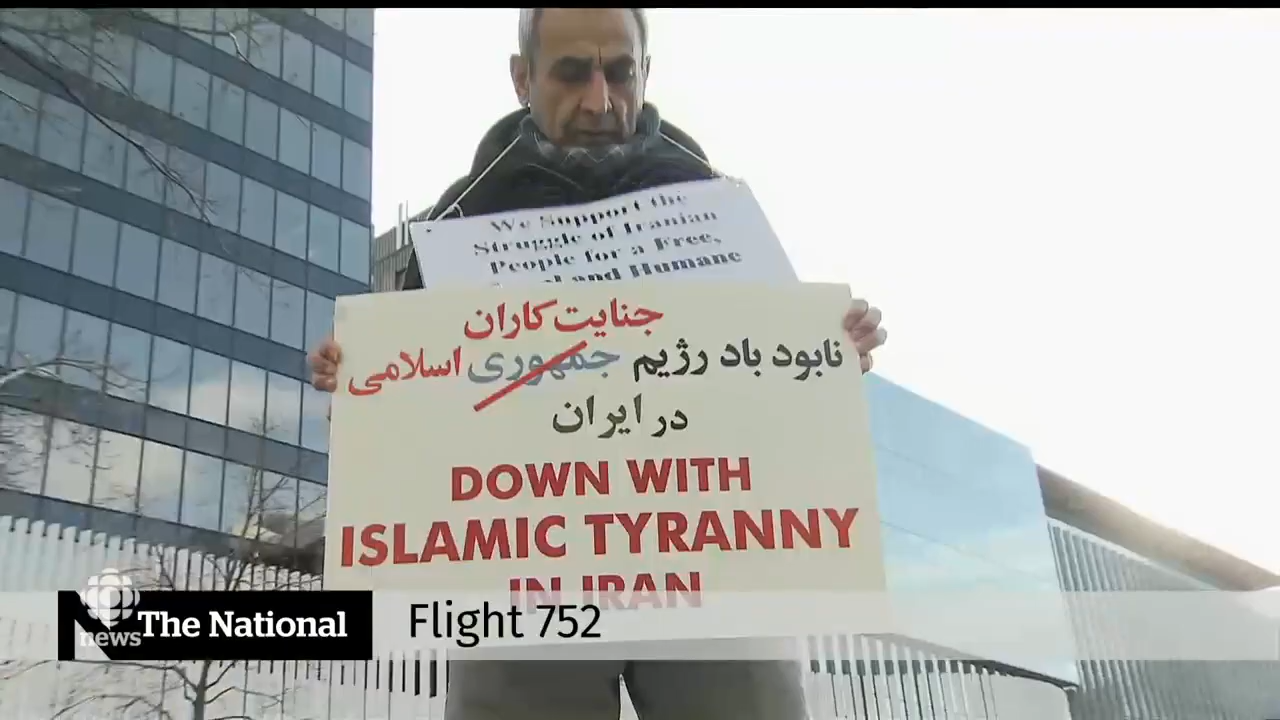 We Support the
Struggle of Iranian
People for a Free,
and Humane
جنایت‌کاران
نابود باد رژیم جمهوری اسلامی
در ایران
DOWN WITH
ISLAMIC TYRANNY
IN IRAN
news
The National
Flight 752